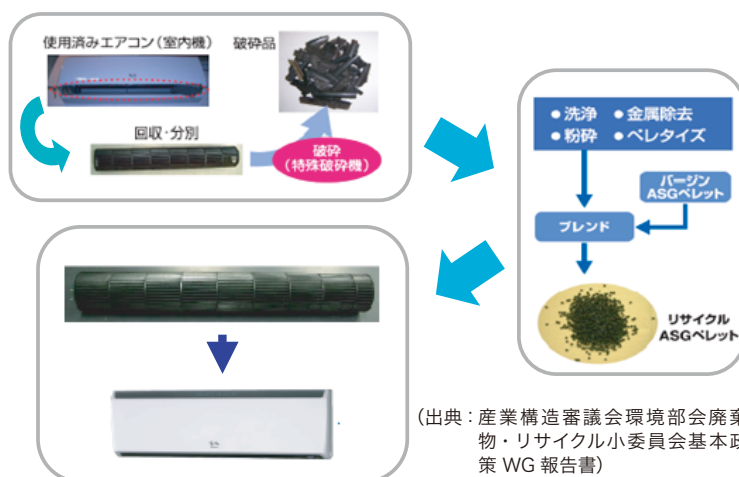 使用済みエアコン(室内機)
破砕品
回収・分別
破砕
(特殊破砕機)
●洗浄 ●金属除去
●粉砕 ●ペレタイズ
バージン
ASGペレット
ブレンド
リサイクル
ASGペレット
(出典:産業構造審議会環境部会廃棄
物・リサイクル小委員会基本政
策 WG 報告書)